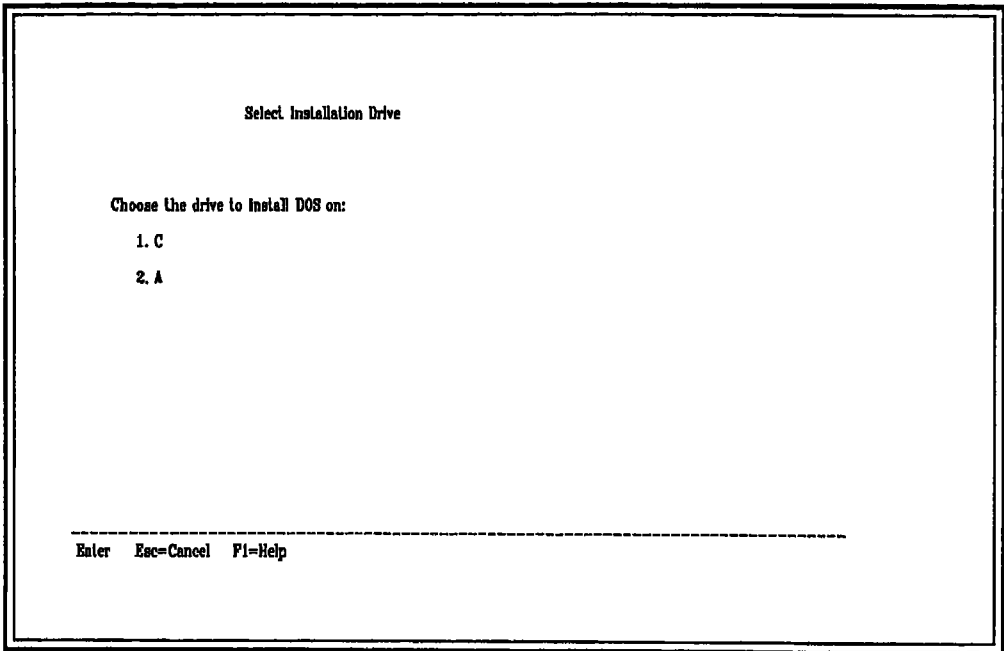 Select Installation Drive
Choose the drive to install DOS on:
1. C
2. A
Enter Esc=Cancel F1=Help